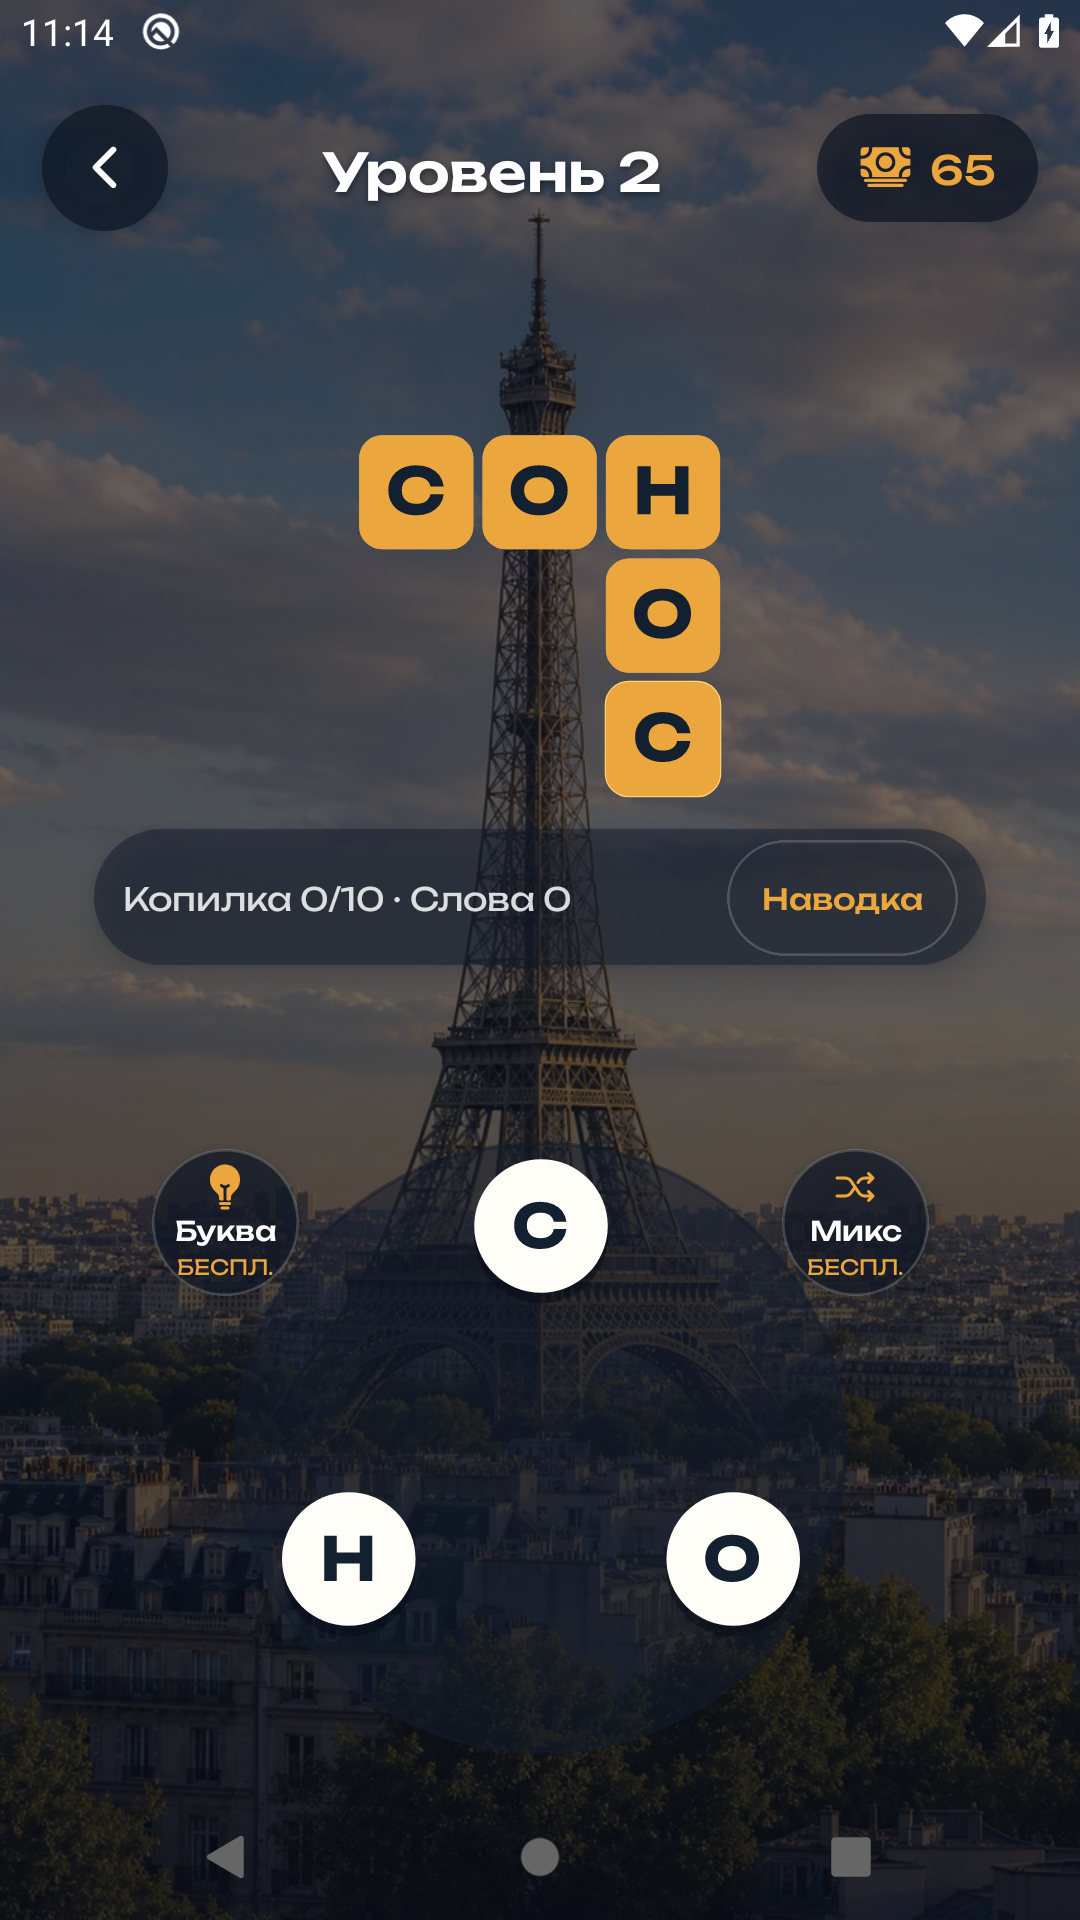 11:14
Уровень 2
65
С О Н
О
С
Копилка 0/10 · Слова 0
Наводка
Буква
БЕСПЛ.
С
Микс
БЕСПЛ.
Н
О